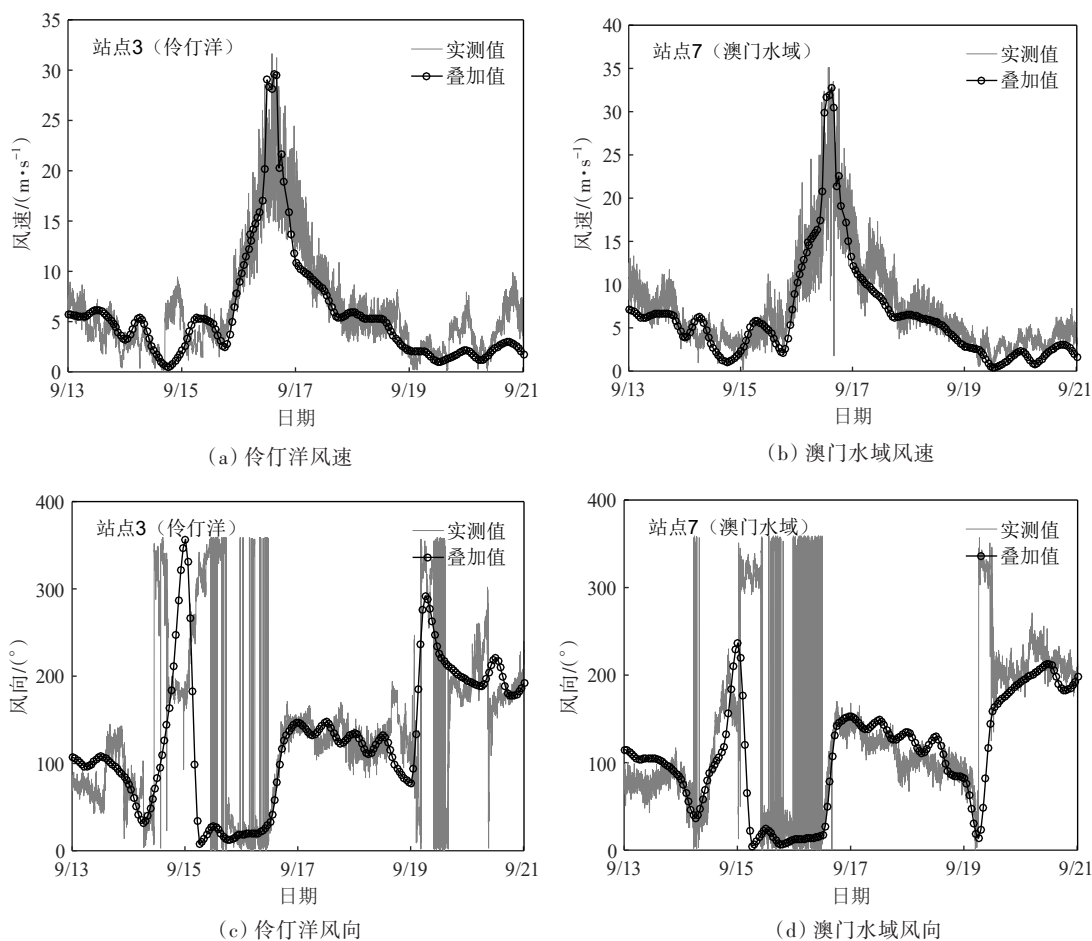 35
30
25
20
15
10
5
0
风速/(m·s⁻¹)
站点3（伶仃洋）
实测值
叠加值
9/13 9/15 9/17 9/19 9/21
日期
(a) 伶仃洋风速
40
35
30
25
20
15
10
5
0
风速/(m·s⁻¹)
站点7（澳门水域）
实测值
叠加值
9/13 9/15 9/17 9/19 9/21
日期
(b) 澳门水域风速
400
300
200
100
0
风向/(°)
站点3（伶仃洋）
实测值
叠加值
9/13 9/15 9/17 9/19 9/21
日期
(c) 伶仃洋风向
400
300
200
100
0
风向/(°)
站点7（澳门水域）
实测值
叠加值
9/13 9/15 9/17 9/19 9/21
日期
(d) 澳门水域风向